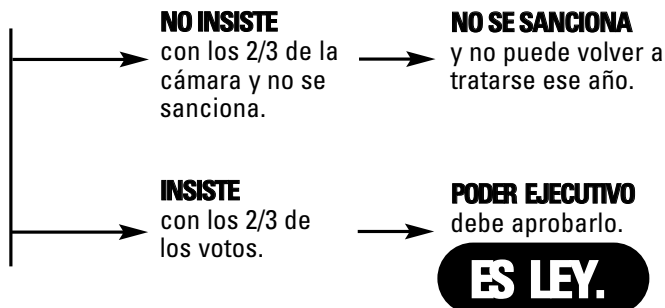 NO INSISTE
con los 2/3 de la
cámara y no se
sanciona.
NO SE SANCIONA
y no puede volver a
tratarse ese año.
INSISTE
con los 2/3 de
los votos.
PODER EJECUTIVO
debe aprobarlo.
ES LEY.